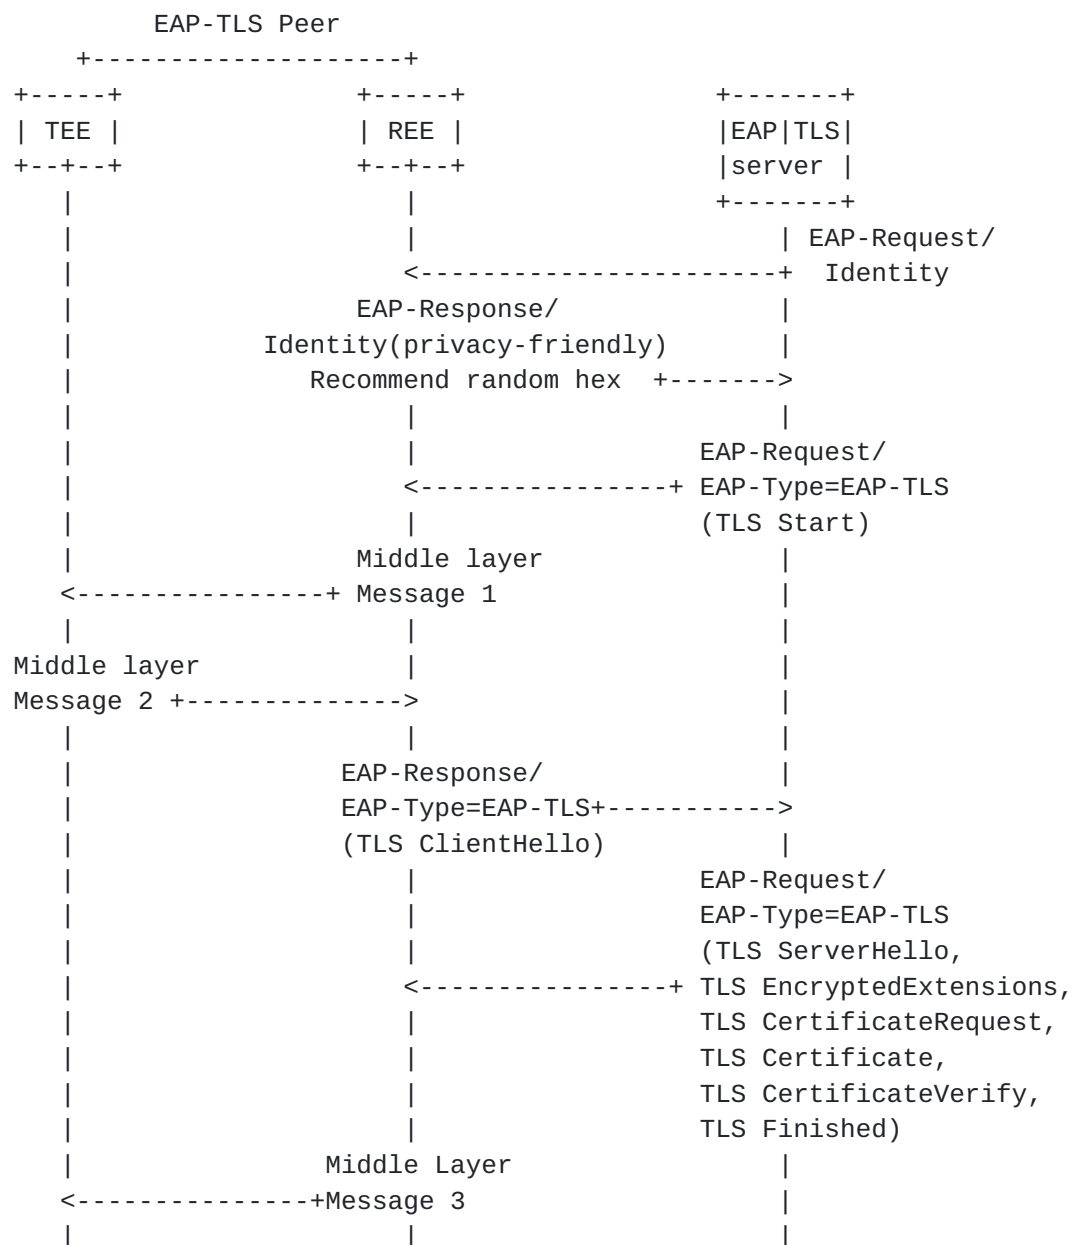 EAP-TLS Peer
    +--------------------+
+-----+               +-----+                +-------+
| TEE |               | REE |                |EAP|TLS|
+--+--+               +--+--+                |server |
   |                     |                   +-------+
   |                     |                       | EAP-Request/
   |                     <-----------------------+  Identity
   |                  EAP-Response/              |
   |            Identity(privacy-friendly)       |
   |               Recommend random hex  +------->
   |                     |                       |
   |                     |                  EAP-Request/
   |                     <----------------+ EAP-Type=EAP-TLS
   |                     |                  (TLS Start)
   |                  Middle layer               |
   <----------------+ Message 1                  |
   |                     |                       |
Middle layer             |                       |
Message 2 +-------------->                       |
   |                     |                       |
   |                 EAP-Response/               |
   |                 EAP-Type=EAP-TLS+----------->
   |                 (TLS ClientHello)           |
   |                     |                  EAP-Request/
   |                     |                  EAP-Type=EAP-TLS
   |                     |                  (TLS ServerHello,
   |                     <----------------+ TLS EncryptedExtensions,
   |                     |                  TLS CertificateRequest,
   |                     |                  TLS Certificate,
   |                     |                  TLS CertificateVerify,
   |                     |                  TLS Finished)
   |                Middle Layer                 |
   <---------------+Message 3                    |
   |                     |                       |